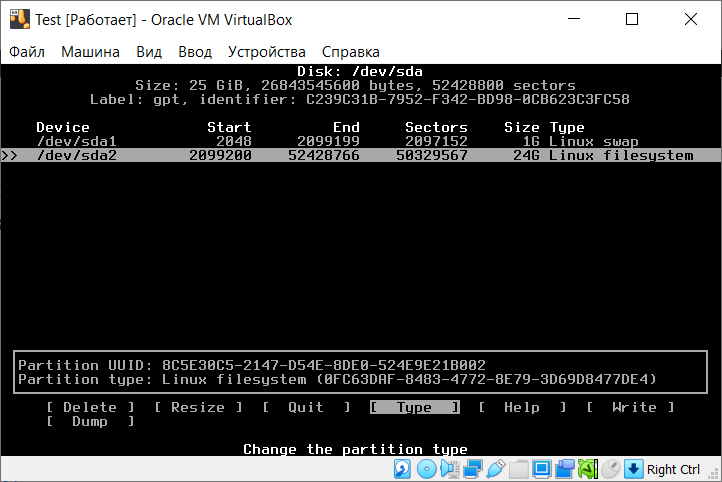 Test [Работает] - Oracle VM VirtualBox
Файл Машина Вид Ввод Устройства Справка
Disk: /dev/sda
Size: 25 GiB, 26843545600 bytes, 52428800 sectors
Label: gpt, identifier: C239C31B-7952-F342-BD98-0CB623C3FC58
Device Start End Sectors Size Type
/dev/sda1 2048 2099199 2097152 1G Linux swap
>> /dev/sda2 2099200 52428766 50329567 24G Linux filesystem
Partition UUID: 8C5E30C5-2147-D54E-8DE0-524E9E21B002
Partition type: Linux filesystem (0FC63DAF-8483-4772-8E79-3D69D8477DE4)
[ Delete ] [ Resize ] [ Quit ] [ Type ] [ Help ] [ Write ]
[ Dump ]
Change the partition type
Right Ctrl